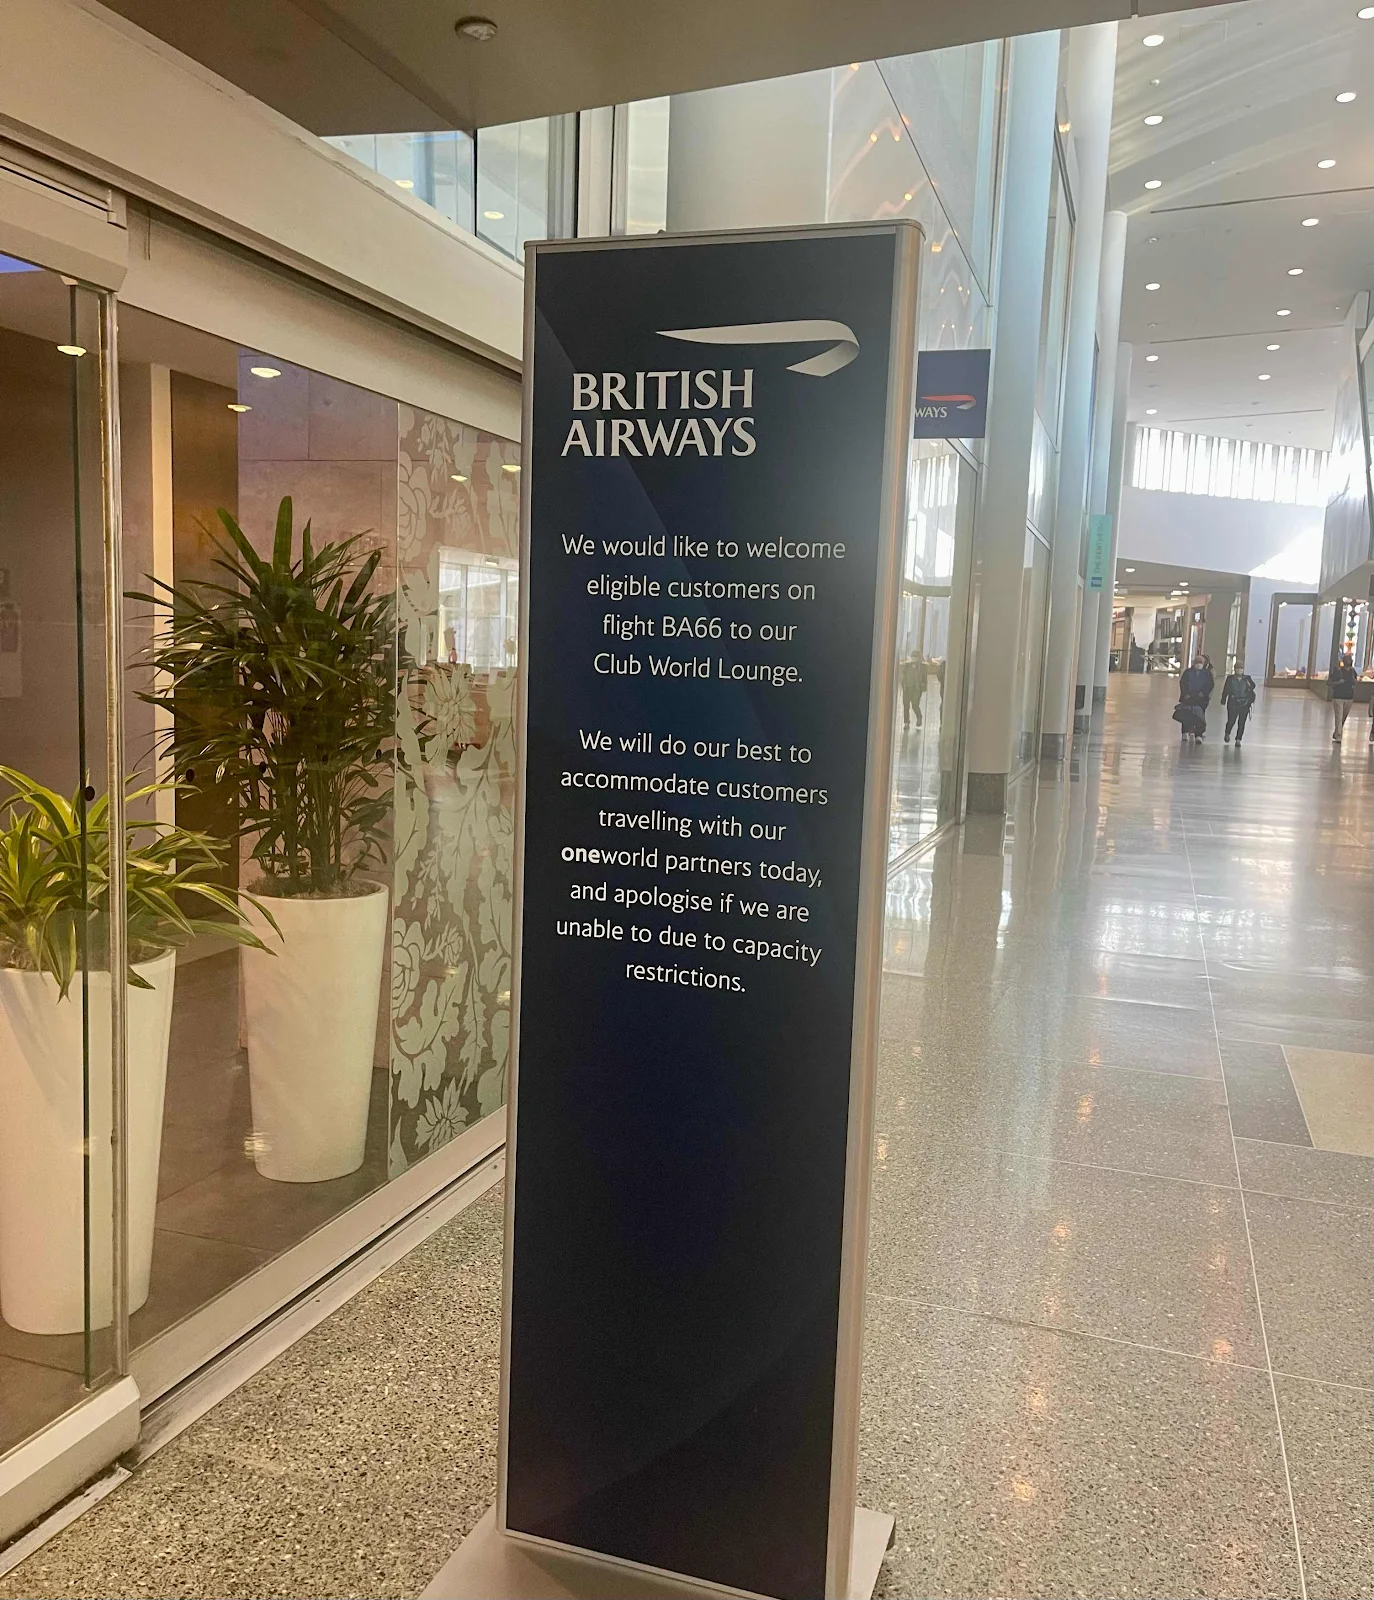 BRITISH
AIRWAYS
We would like to welcome
eligible customers on
flight BA66 to our
Club World Lounge.
We will do our best to
accommodate customers
travelling with our
oneworld partners today,
and apologise if we are
unable to due to capacity
restrictions.
WAYS